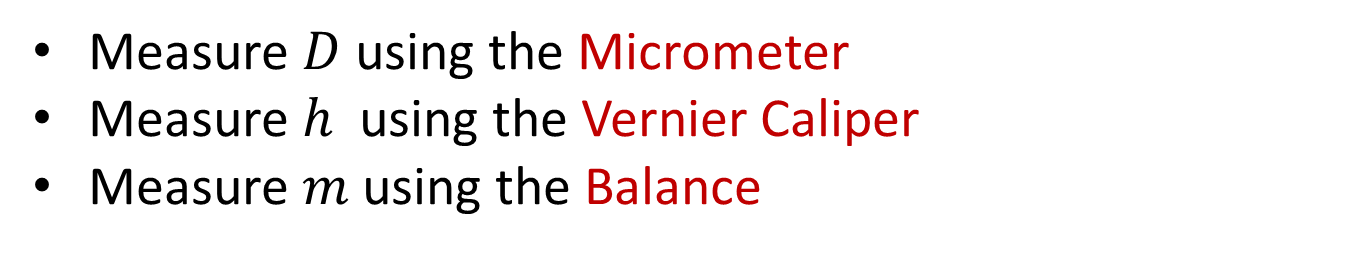 • Measure D using the Micrometer
• Measure h using the Vernier Caliper
• Measure m using the Balance